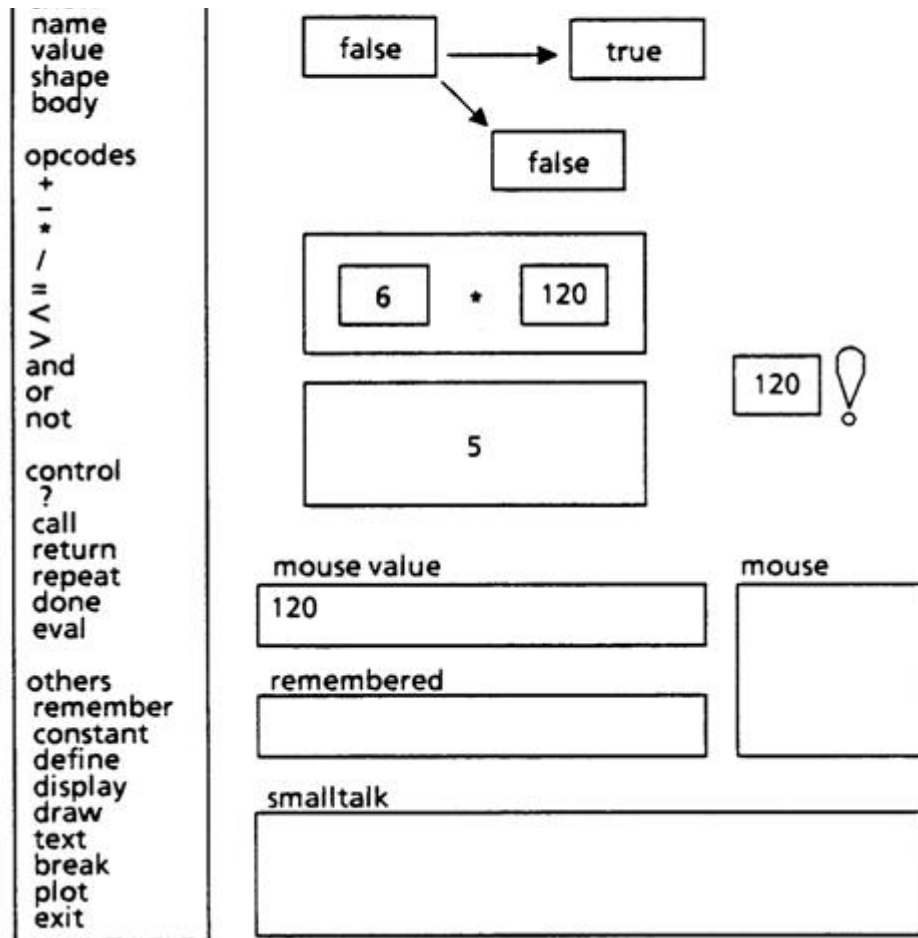 name
value
shape
body
opcodes
+
−
*
/
=
<
>
and
or
not
control
?
call
return
repeat
done
eval
others
remember
constant
define
display
draw
text
break
plot
exit
false
true
false
6 * 120
120
5
mouse value
120
mouse
remembered
smalltalk